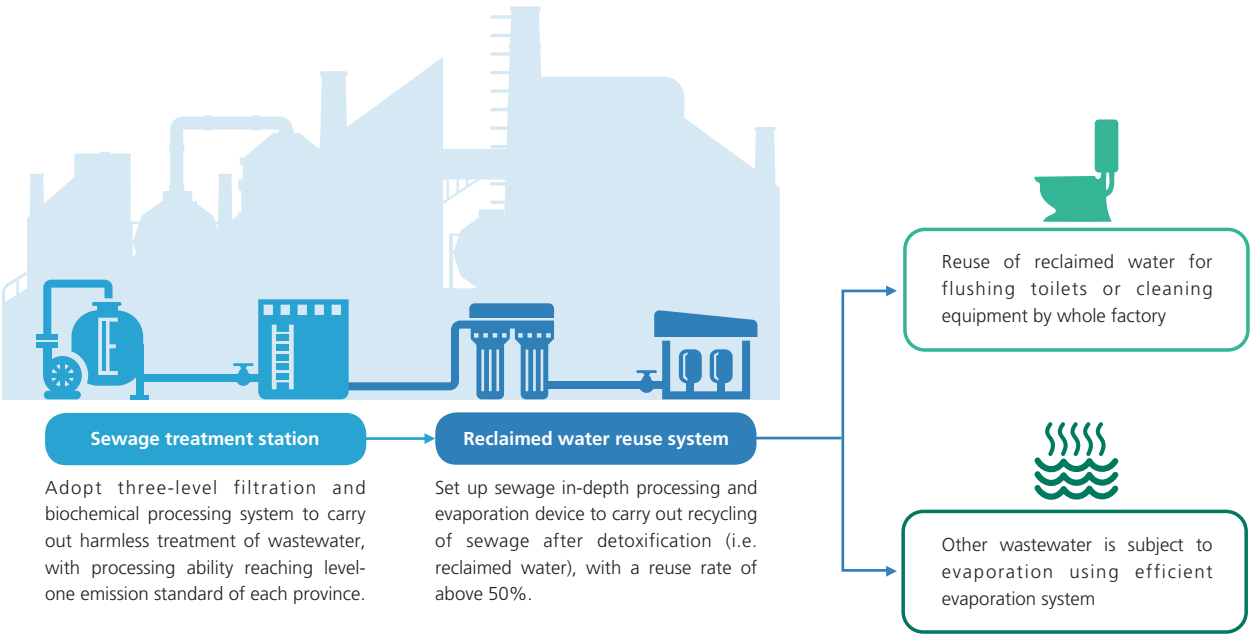 Sewage treatment station
Adopt three-level filtration and
biochemical processing system to carry
out harmless treatment of wastewater,
with processing ability reaching level-
one emission standard of each province.
Reclaimed water reuse system
Set up sewage in-depth processing and
evaporation device to carry out recycling
of sewage after detoxification (i.e.
reclaimed water), with a reuse rate of
above 50%.
Reuse of reclaimed water for
flushing toilets or cleaning
equipment by whole factory
Other wastewater is subject to
evaporation using efficient
evaporation system